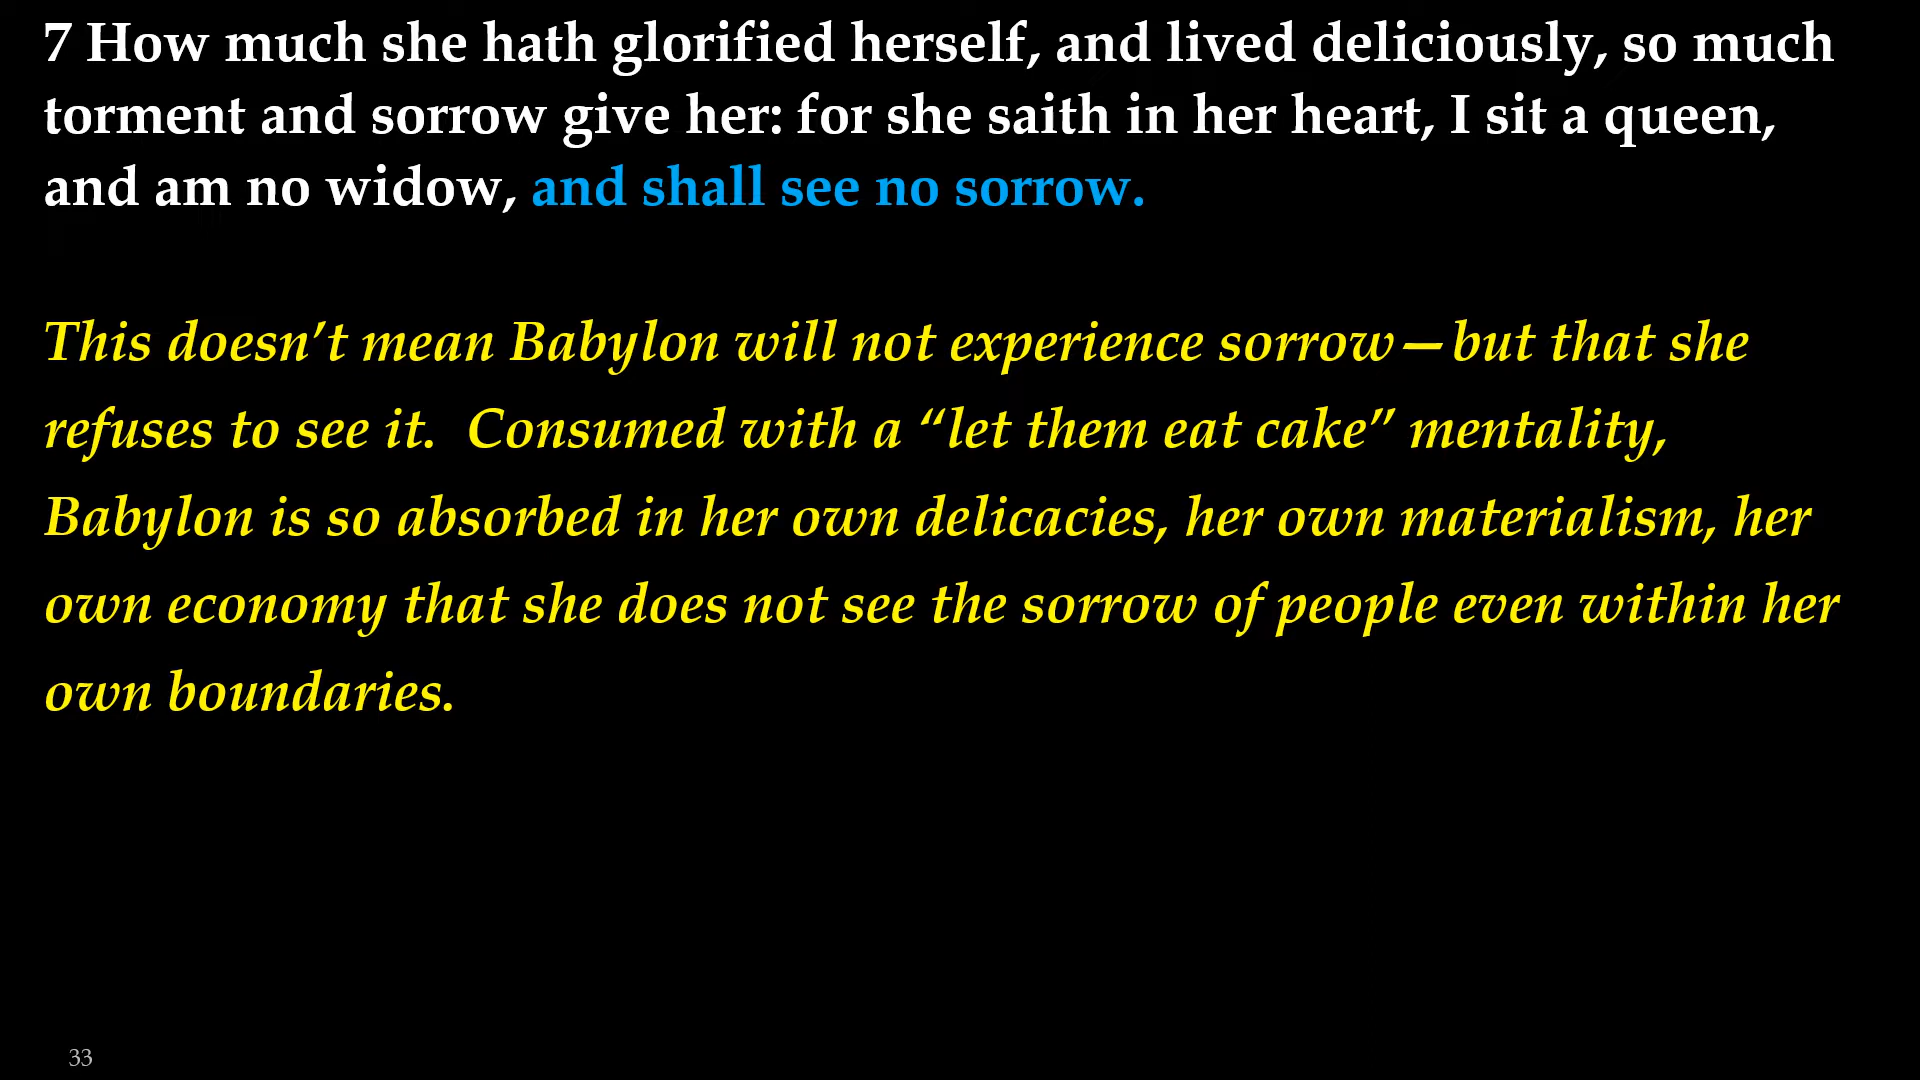 7 How much she hath glorified herself, and lived deliciously, so much
torment and sorrow give her: for she saith in her heart, I sit a queen,
and am no widow, and shall see no sorrow.
This doesn’t mean Babylon will not experience sorrow—but that she
refuses to see it.  Consumed with a “let them eat cake” mentality,
Babylon is so absorbed in her own delicacies, her own materialism, her
own economy that she does not see the sorrow of people even within her
own boundaries.
33